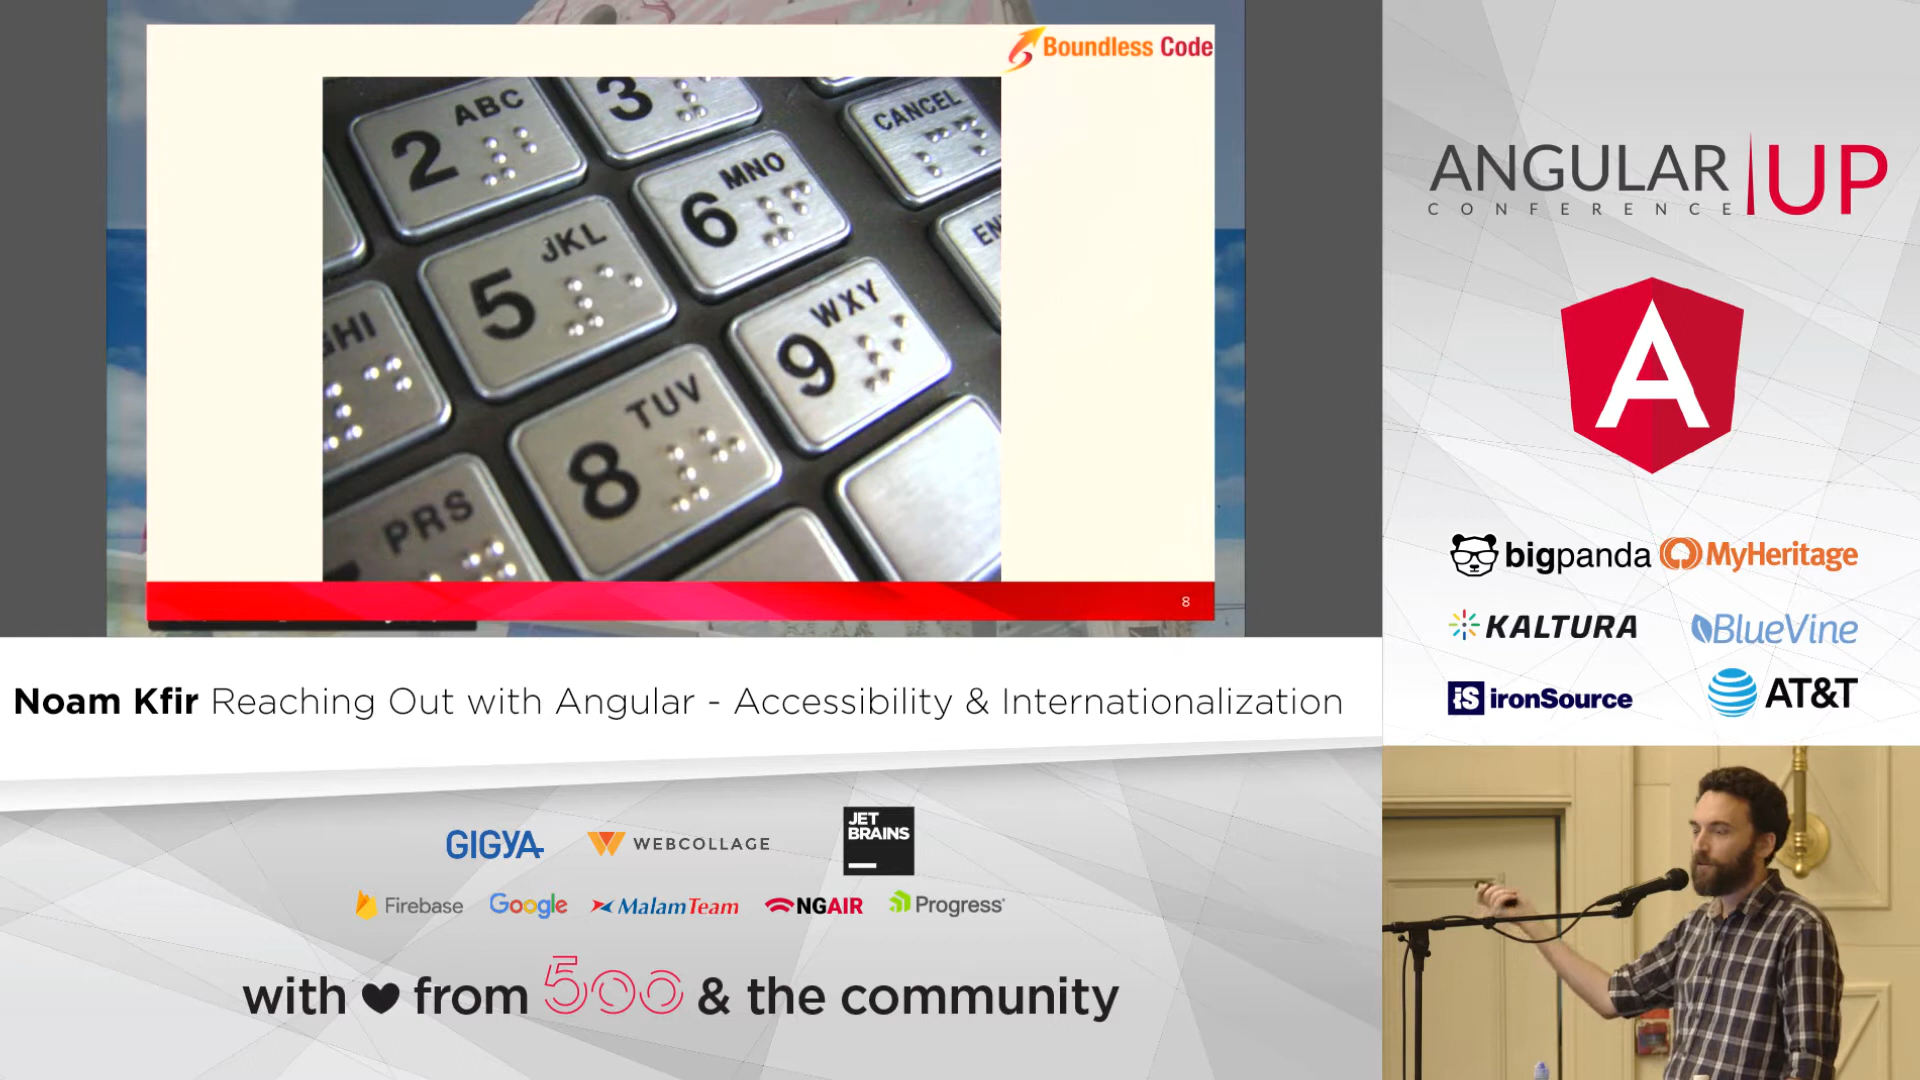 Boundless Code
ABC
2
3
CANCEL
MNO
6
JKL
5
EN
GHI
WXY
9
TUV
8
PRS
8
ANGULAR UP
CONFERENCE
bigpanda
MyHeritage
KALTURA
BlueVine
iS ironSource
AT&T
Noam Kfir Reaching Out with Angular - Accessibility & Internationalization
GIGYA
WEBCOLLAGE
JET
BRAINS
Firebase
Google
MalamTeam
NGAIR
Progress
with ♥ from 500 & the community